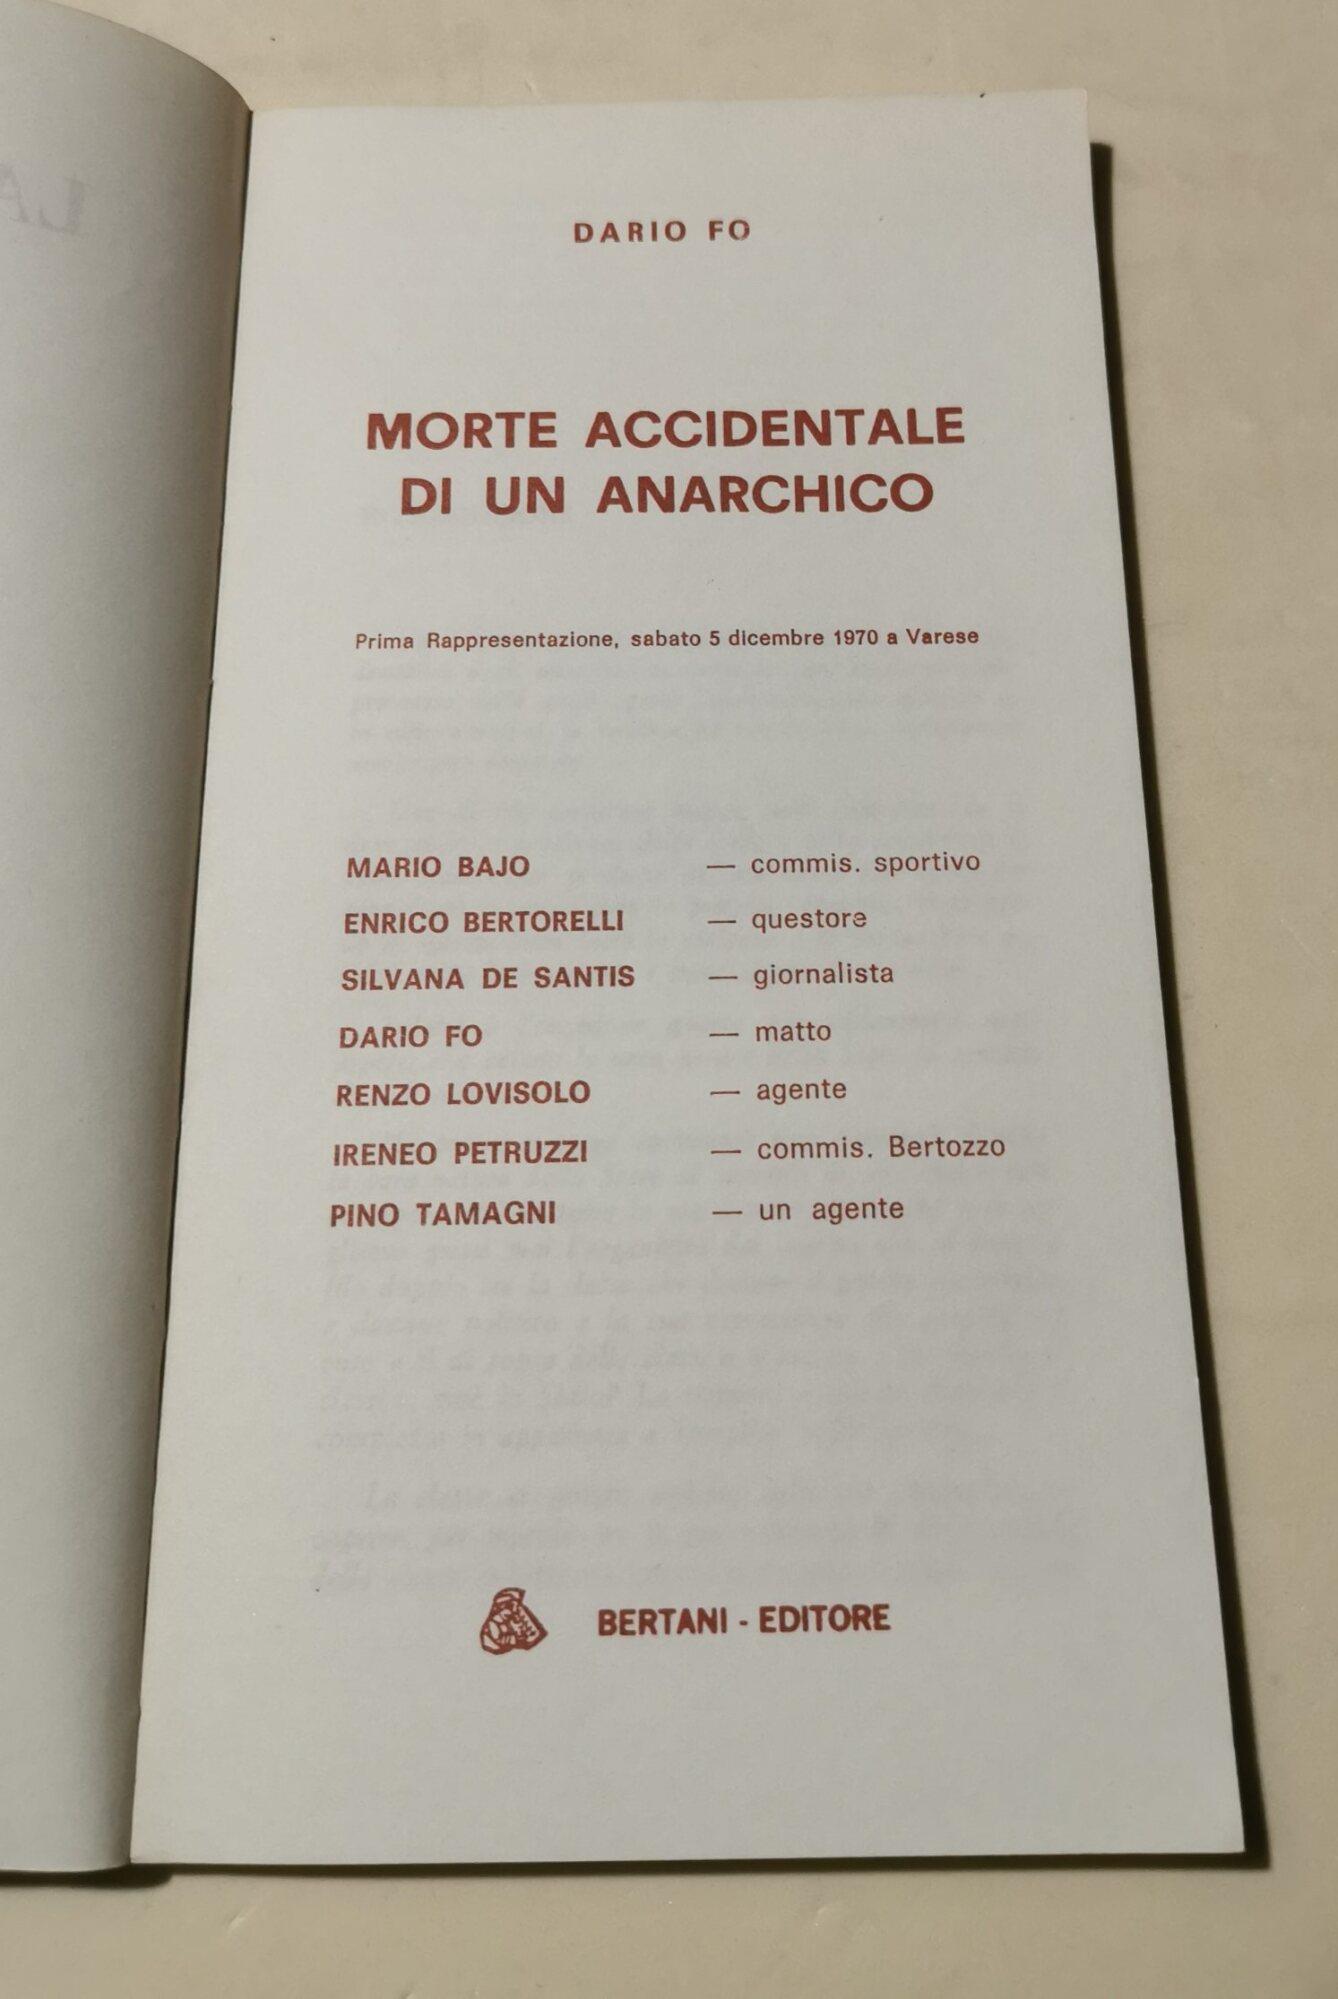 DARIO FO
MORTE ACCIDENTALE
DI UN ANARCHICO
Prima Rappresentazione, sabato 5 dicembre 1970 a Varese
MARIO BAJO — commis. sportivo
ENRICO BERTORELLI — questore
SILVANA DE SANTIS — giornalista
DARIO FO — matto
RENZO LOVISOLO — agente
IRENEO PETRUZZI — commis. Bertozzo
PINO TAMAGNI — un agente
BERTANI - EDITORE